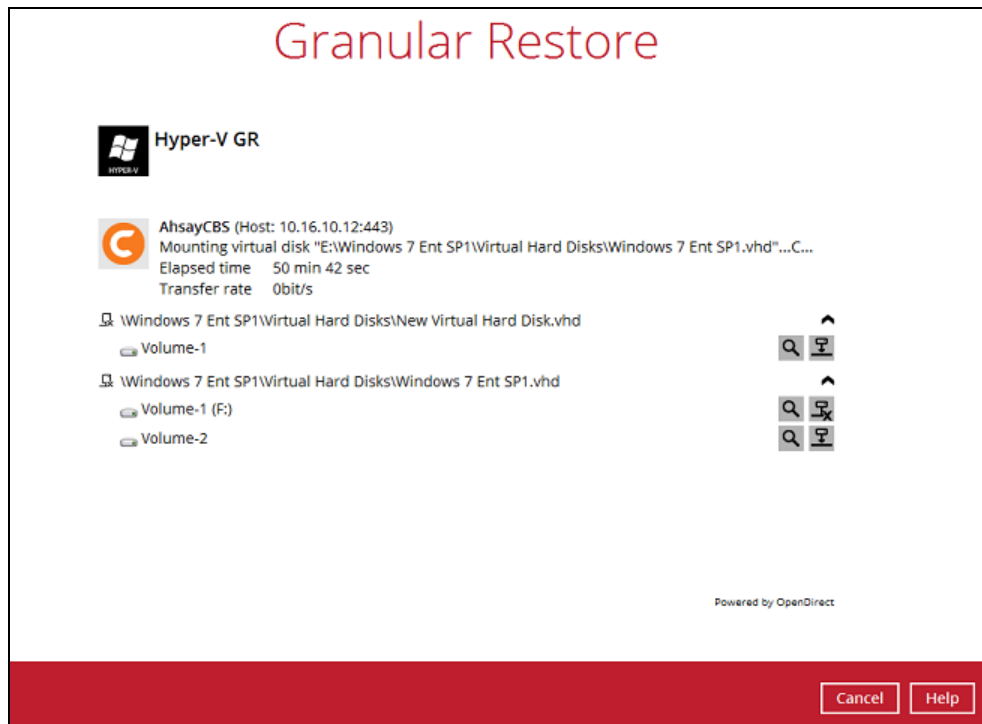 Granular Restore
Hyper-V GR
HYPER-V
AhsayCBS (Host: 10.16.10.12:443)
Mounting virtual disk "E:\Windows 7 Ent SP1\Virtual Hard Disks\Windows 7 Ent SP1.vhd"...C...
Elapsed time 50 min 42 sec
Transfer rate 0bit/s
\Windows 7 Ent SP1\Virtual Hard Disks\New Virtual Hard Disk.vhd
Volume-1
\Windows 7 Ent SP1\Virtual Hard Disks\Windows 7 Ent SP1.vhd
Volume-1 (F:)
Volume-2
Powered by OpenDirect
Cancel Help